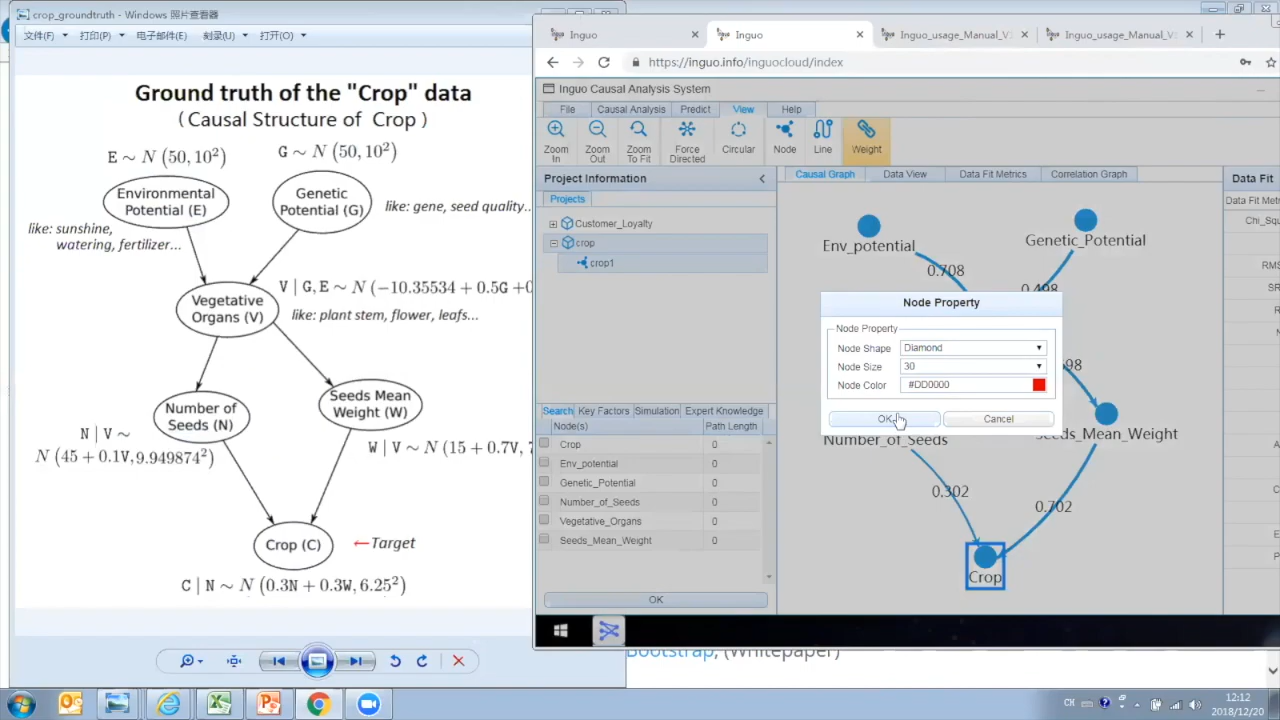 crop_groundtruth - Windows 照片查看器
文件(F) 打印(P) 电子邮件(E) 刻录(U) 打开(O)
Ground truth of the "Crop" data
( Causal Structure of Crop )
E ~ N (50, 10²)
G ~ N (50, 10²)
Environmental
Potential (E)
Genetic
Potential (G)
like: gene, seed quality...
like: sunshine,
watering, fertilizer...
V | G, E ~ N (-10.35534 + 0.5G + 0
Vegetative
Organs (V)
like: plant stem, flower, leafs...
Number of
Seeds (N)
Seeds Mean
Weight (W)
N | V ~
N (45 + 0.1V, 9.949874²)
W | V ~ N (15 + 0.7V, 7
Crop (C)
←Target
C | N ~ N (0.3N + 0.3W, 6.25²)
Inguo
Inguo
Inguo_usage_Manual_V
Inguo_usage_Manual_V
https://inguo.info/inguocloud/index
Inguo Causal Analysis System
File Causal Analysis Predict View Help
Zoom In
Zoom Out
Zoom To Fit
Force Directed
Circular
Node
Line
Weight
Project Information
Projects
Customer_Loyalty
crop
crop1
Search Key Factors Simulation Expert Knowledge
Node(s) Path Length
Crop 0
Env_potential 0
Genetic_Potential 0
Number_of_Seeds 0
Vegetative_Organs 0
Seeds_Mean_Weight 0
OK
Causal Graph Data View Data Fit Metrics Correlation Graph
Env_potential
Genetic_Potential
0.708
0.498
Node Property
Node Property
Node Shape Diamond
Node Size 30
Node Color #DD0000
OK Cancel
98
Number_of_Seeds
Seeds_Mean_Weight
0.302
0.702
Crop
Data Fit
Data Fit Met
Chi_Squ
RMS
SR
Bootstrap, (Whitepaper)
CK
12:12
2018/12/20